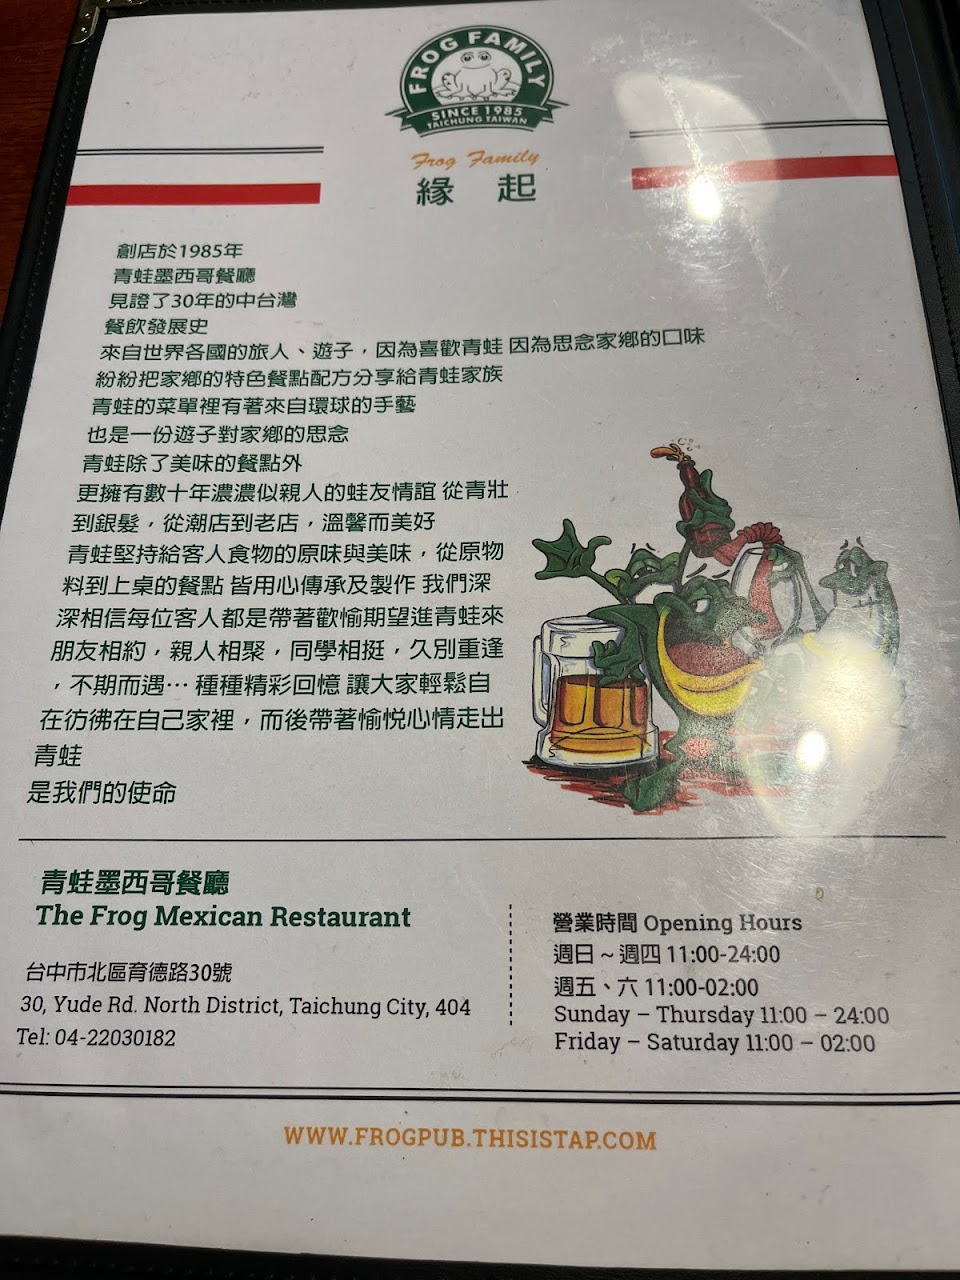 FROG FAMILY
SINCE 1985
TAICHUNG TAIWAN
Frog Family
緣 起
創店於1985年
青蛙墨西哥餐廳
見證了30年的中台灣
餐飲發展史
來自世界各國的旅人、遊子，因為喜歡青蛙 因為思念家鄉的口味
紛紛把家鄉的特色餐點配方分享給青蛙家族
青蛙的菜單裡有著來自環球的手藝
也是一份遊子對家鄉的思念
青蛙除了美味的餐點外
更擁有數十年濃濃似親人的蛙友情誼 從青壯
到銀髮，從潮店到老店，溫馨而美好
青蛙堅持給客人食物的原味與美味，從原物
料到上桌的餐點 皆用心傳承及製作 我們深
深相信每位客人都是帶著歡愉期望進青蛙來
朋友相約，親人相聚，同學相挺，久別重逢
，不期而遇⋯ 種種精彩回憶 讓大家輕鬆自
在彷彿在自己家裡，而後帶著愉悅心情走出
青蛙
是我們的使命
青蛙墨西哥餐廳
The Frog Mexican Restaurant
台中市北區育德路30號
30, Yude Rd. North District, Taichung City, 404
Tel: 04-22030182
營業時間 Opening Hours
週日 ~ 週四 11:00-24:00
週五、六 11:00-02:00
Sunday – Thursday 11:00 – 24:00
Friday – Saturday 11:00 – 02:00
WWW.FROGPUB.THISISTAP.COM